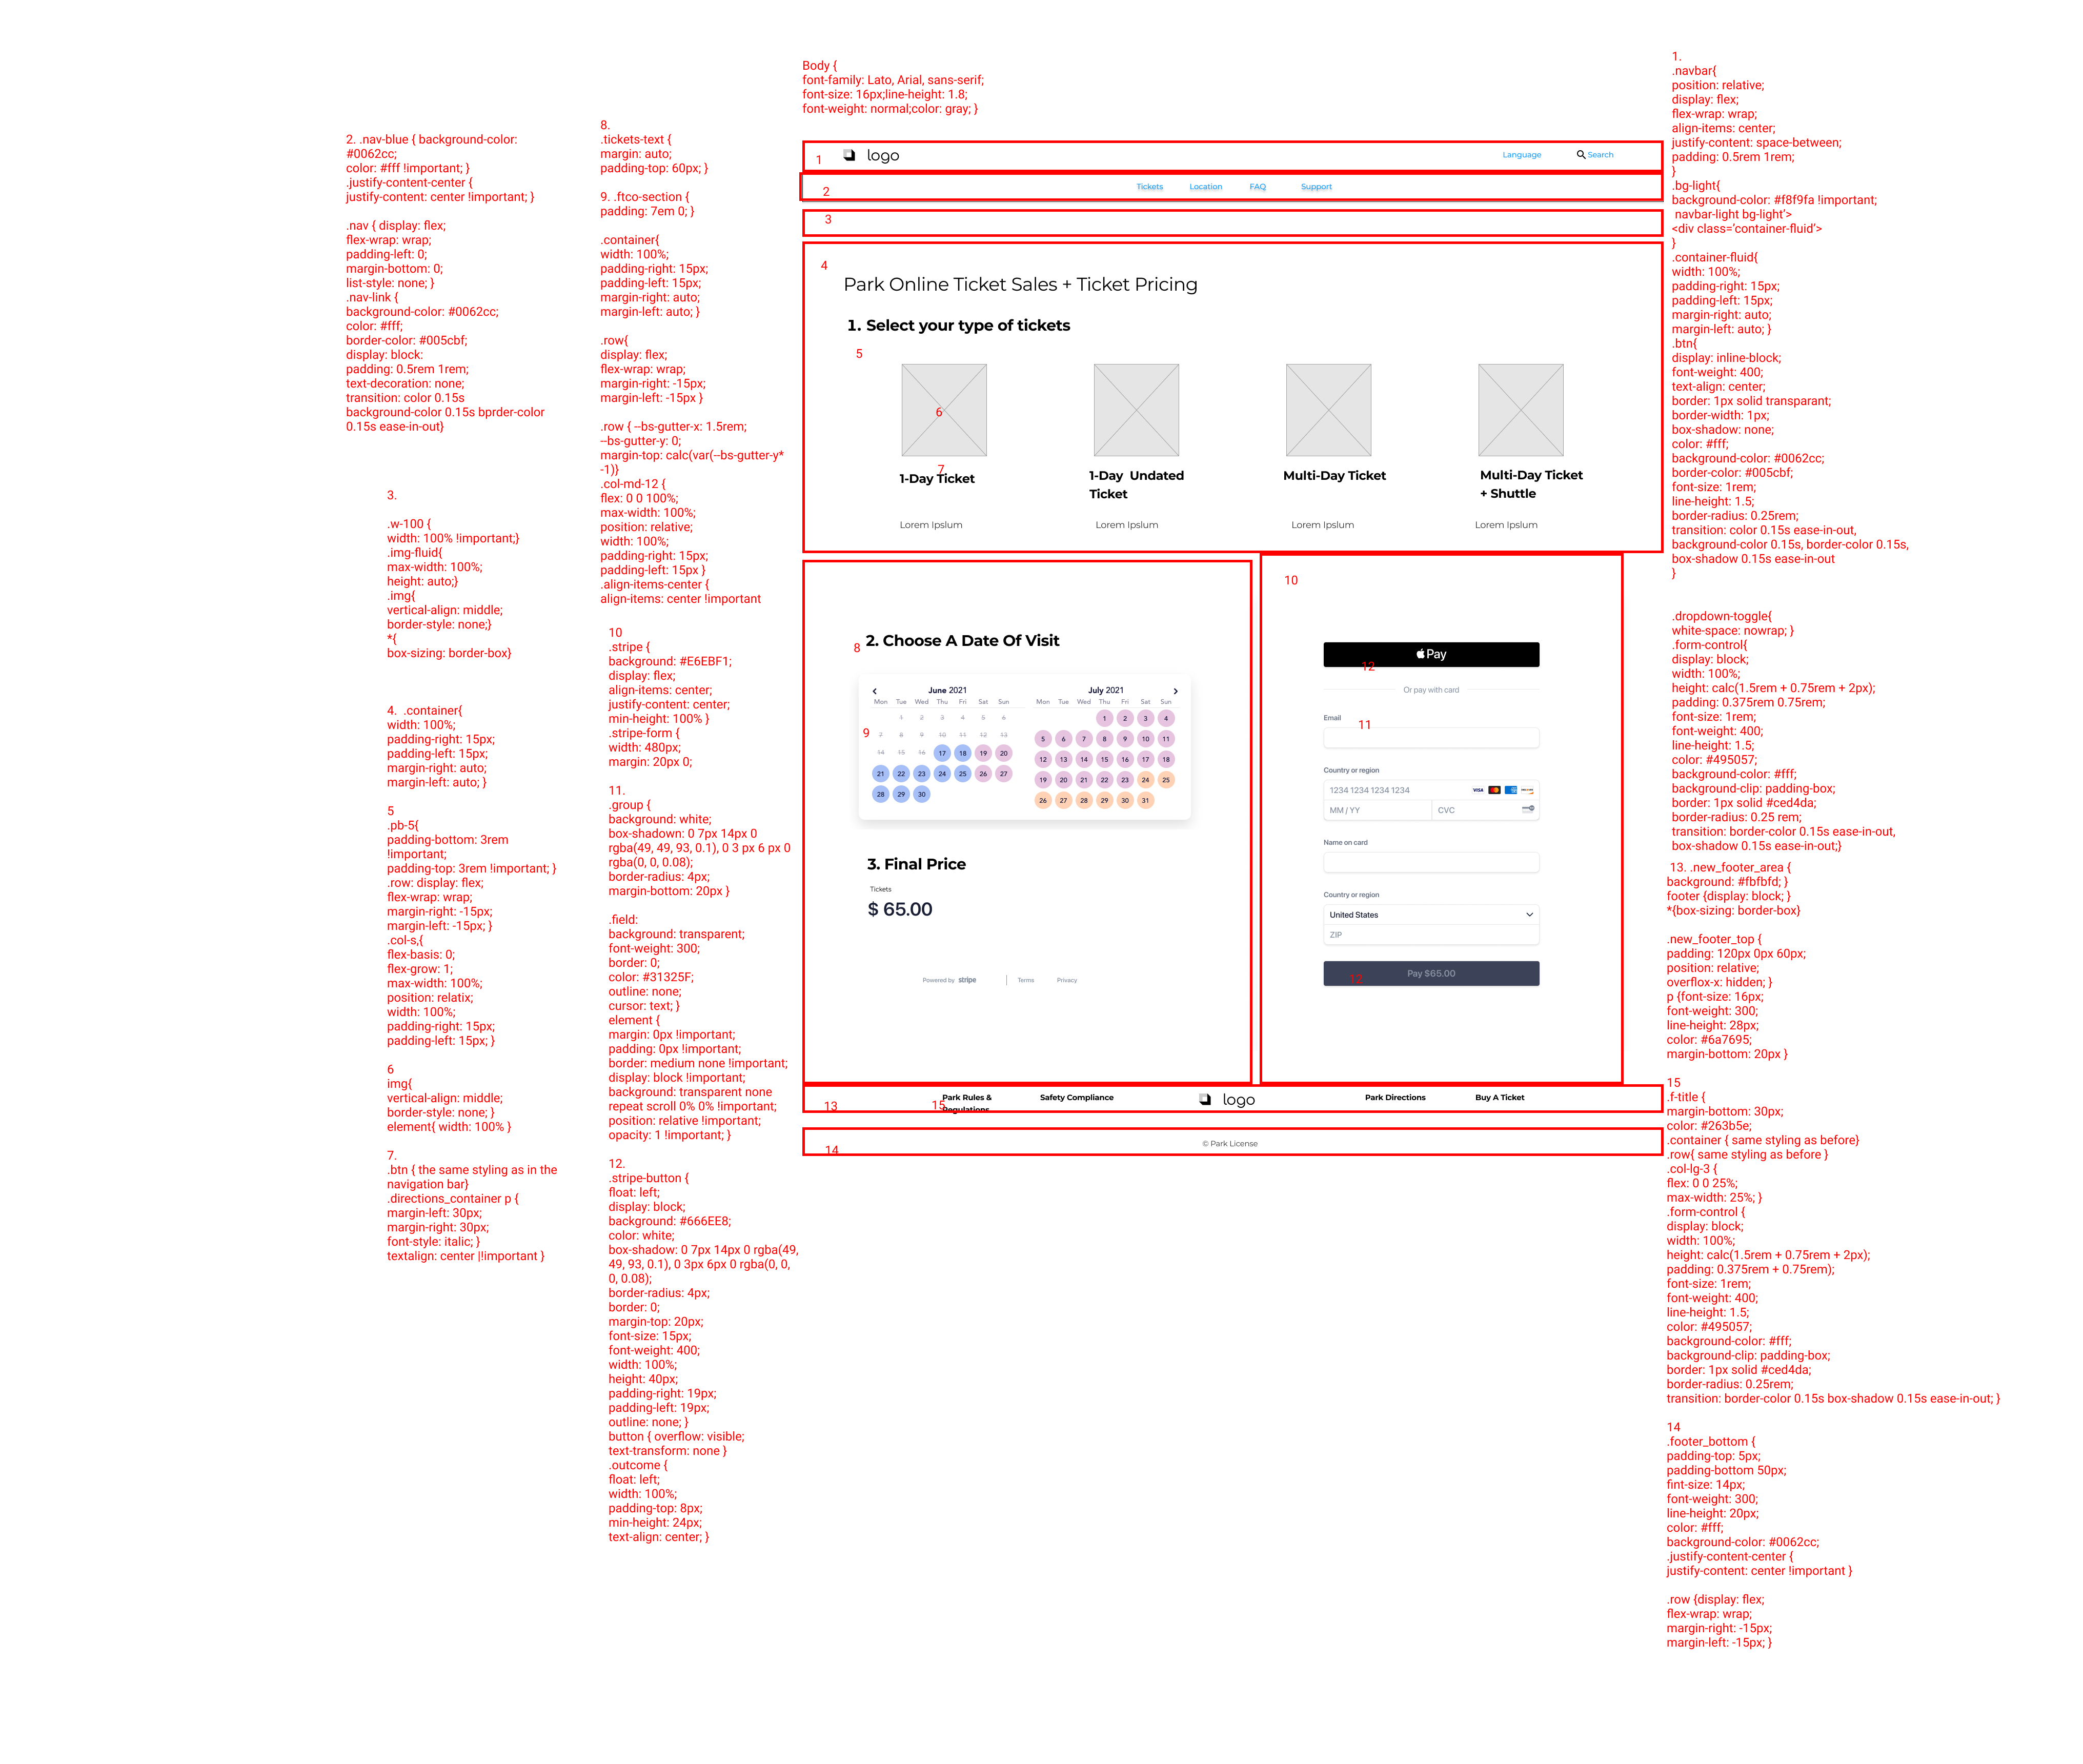 Body {
font-family: Lato, Arial, sans-serif;
font-size: 16px;line-height: 1.8;
font-weight: normal;color: gray; }
2. .nav-blue { background-color:
#0062cc;
color: #fff !important; }
.justify-content-center {
justify-content: center !important; }
.nav { display: flex;
flex-wrap: wrap;
padding-left: 0;
margin-bottom: 0;
list-style: none; }
.nav-link {
background-color: #0062cc;
color: #fff;
border-color: #005cbf;
display: block:
padding: 0.5rem 1rem;
text-decoration: none;
transition: color 0.15s
background-color 0.15s bprder-color
0.15s ease-in-out}
3.
.w-100 {
width: 100% !important;}
.img-fluid{
max-width: 100%;
height: auto;}
.img{
vertical-align: middle;
border-style: none;}
*{
box-sizing: border-box}
4. .container{
width: 100%;
padding-right: 15px;
padding-left: 15px;
margin-right: auto;
margin-left: auto; }
5
.pb-5{
padding-bottom: 3rem
!important;
padding-top: 3rem !important; }
.row: display: flex;
flex-wrap: wrap;
margin-right: -15px;
margin-left: -15px; }
.col-s,{
flex-basis: 0;
flex-grow: 1;
max-width: 100%;
position: relatix;
width: 100%;
padding-right: 15px;
padding-left: 15px; }
6
img{
vertical-align: middle;
border-style: none; }
element{ width: 100% }
7.
.btn { the same styling as in the
navigation bar}
.directions_container p {
margin-left: 30px;
margin-right: 30px;
font-style: italic; }
textalign: center |!important }
8.
.tickets-text {
margin: auto;
padding-top: 60px; }
9. .ftco-section {
padding: 7em 0; }
.container{
width: 100%;
padding-right: 15px;
padding-left: 15px;
margin-right: auto;
margin-left: auto; }
.row{
display: flex;
flex-wrap: wrap;
margin-right: -15px;
margin-left: -15px }
.row { --bs-gutter-x: 1.5rem;
--bs-gutter-y: 0;
margin-top: calc(var(--bs-gutter-y*
-1)}
.col-md-12 {
flex: 0 0 100%;
max-width: 100%;
position: relative;
width: 100%;
padding-right: 15px;
padding-left: 15px }
.align-items-center {
align-items: center !important
10
.stripe {
background: #E6EBF1;
display: flex;
align-items: center;
justify-content: center;
min-height: 100% }
.stripe-form {
width: 480px;
margin: 20px 0;
11.
.group {
background: white;
box-shadown: 0 7px 14px 0
rgba(49, 49, 93, 0.1), 0 3 px 6 px 0
rgba(0, 0, 0.08);
border-radius: 4px;
margin-bottom: 20px }
.field:
background: transparent;
font-weight: 300;
border: 0;
color: #31325F;
outline: none;
cursor: text; }
element {
margin: 0px !important;
padding: 0px !important;
border: medium none !important;
display: block !important;
background: transparent none
repeat scroll 0% 0% !important;
position: relative !important;
opacity: 1 !important; }
12.
.stripe-button {
float: left;
display: block;
background: #666EE8;
color: white;
box-shadow: 0 7px 14px 0 rgba(49,
49, 93, 0.1), 0 3px 6px 0 rgba(0, 0,
0, 0.08);
border-radius: 4px;
border: 0;
margin-top: 20px;
font-size: 15px;
font-weight: 400;
width: 100%;
height: 40px;
padding-right: 19px;
padding-left: 19px;
outline: none; }
button { overflow: visible;
text-transform: none }
.outcome {
float: left;
width: 100%;
padding-top: 8px;
min-height: 24px;
text-align: center; }
1 logo Language Search
2 Tickets Location FAQ Support
3
4
Park Online Ticket Sales + Ticket Pricing
1. Select your type of tickets
5
6
7
1-Day Ticket
1-Day Undated
Ticket
Multi-Day Ticket
Multi-Day Ticket
+ Shuttle
Lorem Ipslum Lorem Ipslum Lorem Ipslum Lorem Ipslum
8
2. Choose A Date Of Visit
9
June 2021
Mon Tue Wed Thu Fri Sat Sun
1 2 3 4 5 6
7 8 9 10 11 12 13
14 15 16 17 18 19 20
21 22 23 24 25 26 27
28 29 30
July 2021
Mon Tue Wed Thu Fri Sat Sun
1 2 3 4
5 6 7 8 9 10 11
12 13 14 15 16 17 18
19 20 21 22 23 24 25
26 27 28 29 30 31
3. Final Price
Tickets
$ 65.00
Powered by stripe Terms Privacy
10
Pay
12
Or pay with card
Email
11
Country or region
1234 1234 1234 1234 VISA
MM / YY CVC
Name on card
Country or region
United States
ZIP
Pay $65.00
12
13
15
Park Rules &
Regulations
Safety Compliance
logo
Park Directions
Buy A Ticket
14
© Park License
1.
.navbar{
position: relative;
display: flex;
flex-wrap: wrap;
align-items: center;
justify-content: space-between;
padding: 0.5rem 1rem;
}
.bg-light{
background-color: #f8f9fa !important;
navbar-light bg-light'>
<div class='container-fluid'>
}
.container-fluid{
width: 100%;
padding-right: 15px;
padding-left: 15px;
margin-right: auto;
margin-left: auto; }
.btn{
display: inline-block;
font-weight: 400;
text-align: center;
border: 1px solid transparant;
border-width: 1px;
box-shadow: none;
color: #fff;
background-color: #0062cc;
border-color: #005cbf;
font-size: 1rem;
line-height: 1.5;
border-radius: 0.25rem;
transition: color 0.15s ease-in-out,
background-color 0.15s, border-color 0.15s,
box-shadow 0.15s ease-in-out
}
.dropdown-toggle{
white-space: nowrap; }
.form-control{
display: block;
width: 100%;
height: calc(1.5rem + 0.75rem + 2px);
padding: 0.375rem 0.75rem;
font-size: 1rem;
font-weight: 400;
line-height: 1.5;
color: #495057;
background-color: #fff;
background-clip: padding-box;
border: 1px solid #ced4da;
border-radius: 0.25 rem;
transition: border-color 0.15s ease-in-out,
box-shadow 0.15s ease-in-out;}
13. .new_footer_area {
background: #fbfbfd; }
footer {display: block; }
*{box-sizing: border-box}
.new_footer_top {
padding: 120px 0px 60px;
position: relative;
overflox-x: hidden; }
p {font-size: 16px;
font-weight: 300;
line-height: 28px;
color: #6a7695;
margin-bottom: 20px }
15
.f-title {
margin-bottom: 30px;
color: #263b5e;
.container { same styling as before}
.row{ same styling as before }
.col-lg-3 {
flex: 0 0 25%;
max-width: 25%; }
.form-control {
display: block;
width: 100%;
height: calc(1.5rem + 0.75rem + 2px);
padding: 0.375rem + 0.75rem);
font-size: 1rem;
font-weight: 400;
line-height: 1.5;
color: #495057;
background-color: #fff;
background-clip: padding-box;
border: 1px solid #ced4da;
border-radius: 0.25rem;
transition: border-color 0.15s box-shadow 0.15s ease-in-out; }
14
.footer_bottom {
padding-top: 5px;
padding-bottom 50px;
fint-size: 14px;
font-weight: 300;
line-height: 20px;
color: #fff;
background-color: #0062cc;
.justify-content-center {
justify-content: center !important }
.row {display: flex;
flex-wrap: wrap;
margin-right: -15px;
margin-left: -15px; }